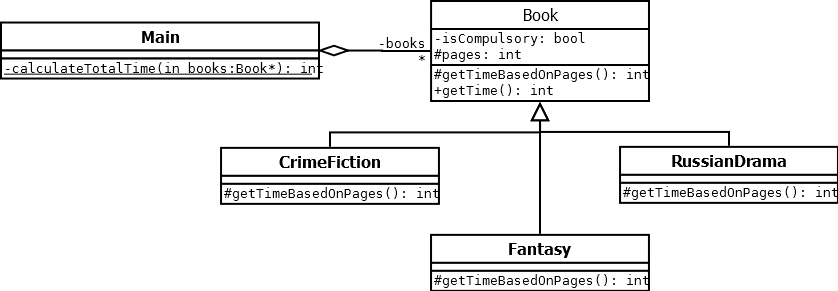 Book
-isCompulsory: bool
#pages: int
#getTimeBasedOnPages(): int
+getTime(): int
Main
-calculateTotalTime(in books:Book*): int
-books
*
CrimeFiction
#getTimeBasedOnPages(): int
RussianDrama
#getTimeBasedOnPages(): int
Fantasy
#getTimeBasedOnPages(): int